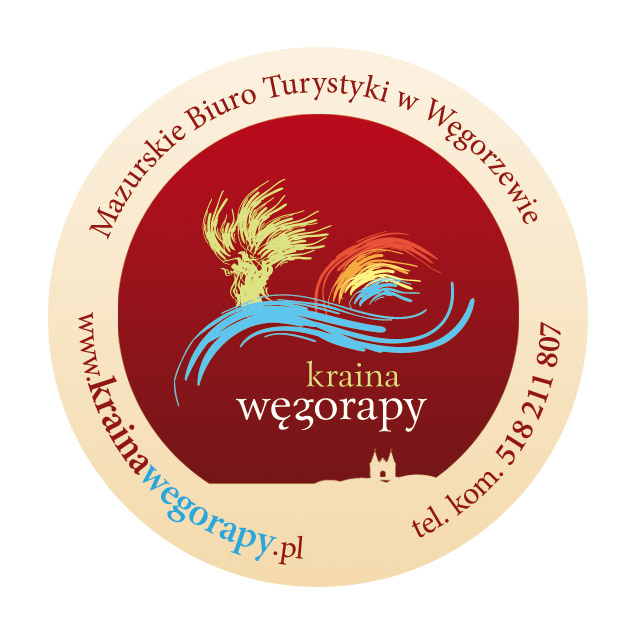 Mazurskie Biuro Turystyki w Węgorzewie
kraina
węgorapy
www.krainawegorapy.pl
tel. kom. 518 211 807